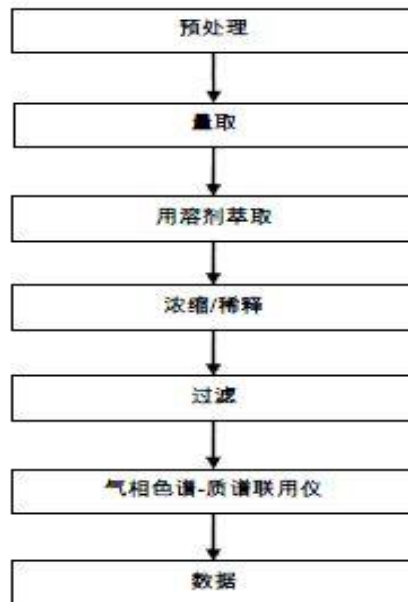 预处理
量取
用溶剂萃取
浓缩/稀释
过滤
气相色谱-质谱联用仪
数据